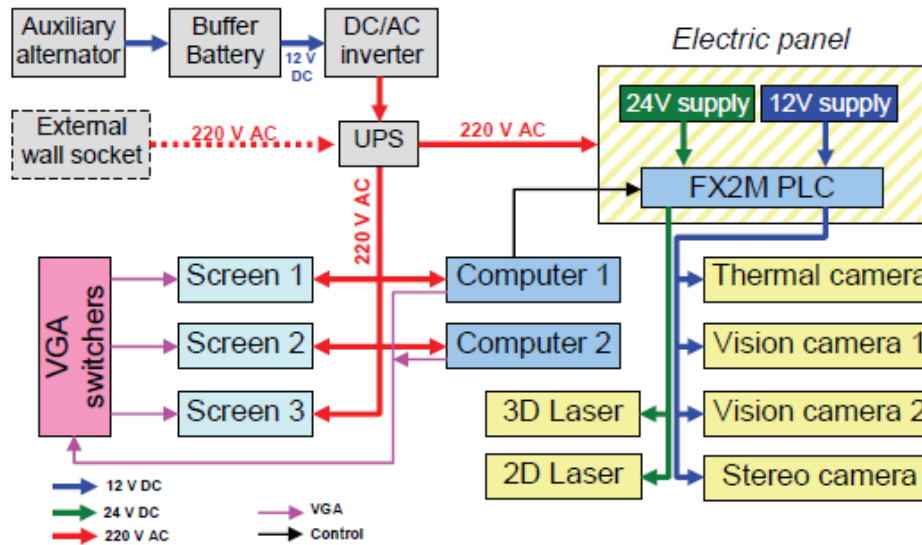 Auxiliary
alternator
Buffer
Battery
12 V
DC
DC/AC
inverter
Electric panel
24V supply
12V supply
External
wall socket
220 V AC
UPS
220 V AC
FX2M PLC
220 V AC
VGA
switchers
Screen 1
Computer 1
Thermal camera
Screen 2
Computer 2
Vision camera 1
Screen 3
3D Laser
Vision camera 2
2D Laser
Stereo camera
12 V DC
24 V DC
220 V AC
VGA
Control